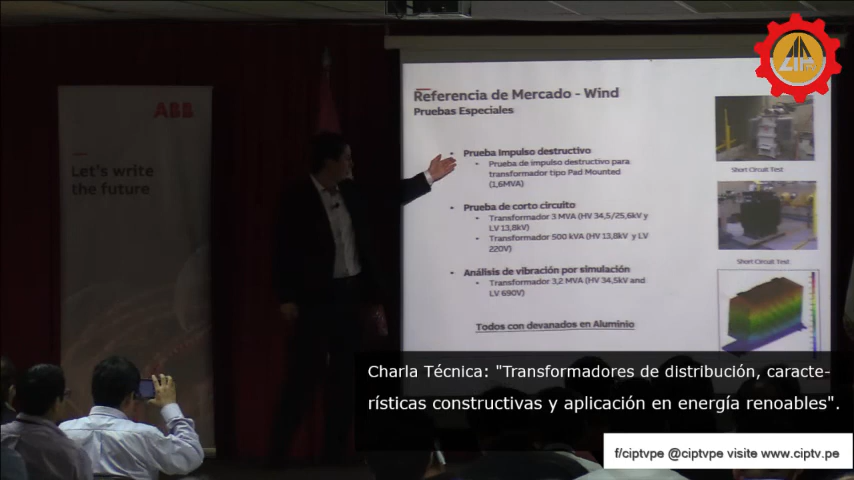 ABB
Let's write
the future
Referencia de Mercado - Wind
Pruebas Especiales
• Prueba Impulso destructivo
• Prueba de impulso destructivo para
transformador tipo Pad Mounted
(1,6MVA)
• Prueba de corto circuito
• Transformador 3 MVA (HV 34,5/25,6kV y
LV 13,8kV)
• Transformador 500 kVA (HV 13,8kV y LV
220V)
• Análisis de vibración por simulación
• Transformador 3,2 MVA (HV 34,5kV and
LV 690V)
Todos con devanados en Aluminio
Short Circuit Test
Short Circuit Test
Charla Técnica: "Transformadores de distribución, caracte-
rísticas constructivas y aplicación en energía renoables".
f/ciptvpe @ciptvpe visite www.ciptv.pe